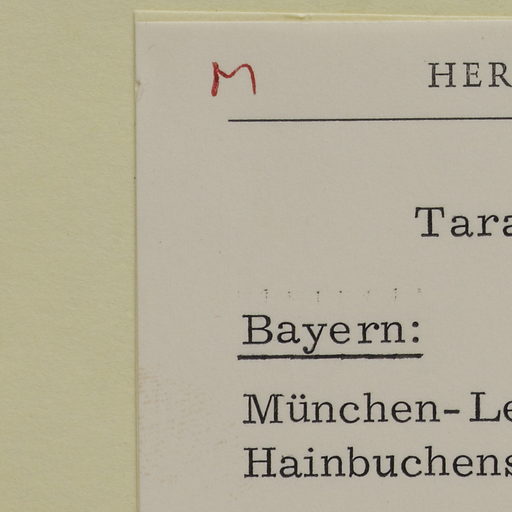 M
HER
Tara
Bayern:
München-Le
Hainbuchens